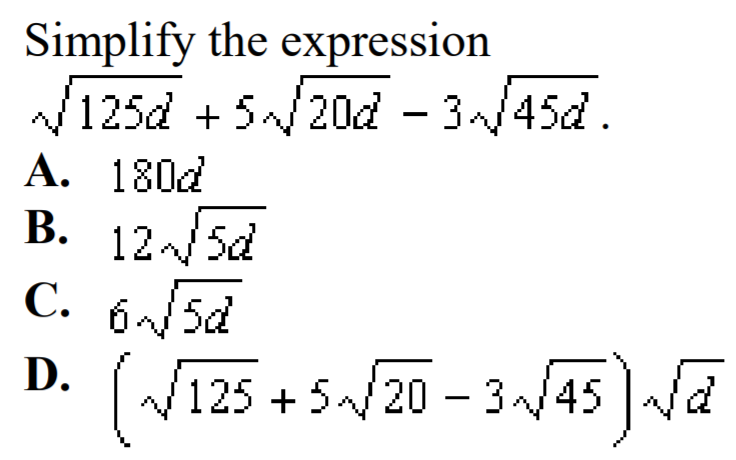 Simplify the expression
√125d + 5√20d − 3√45d .
A. 180d
B. 12√5d
C. 6√5d
D. (√125 + 5√20 − 3√45)√d